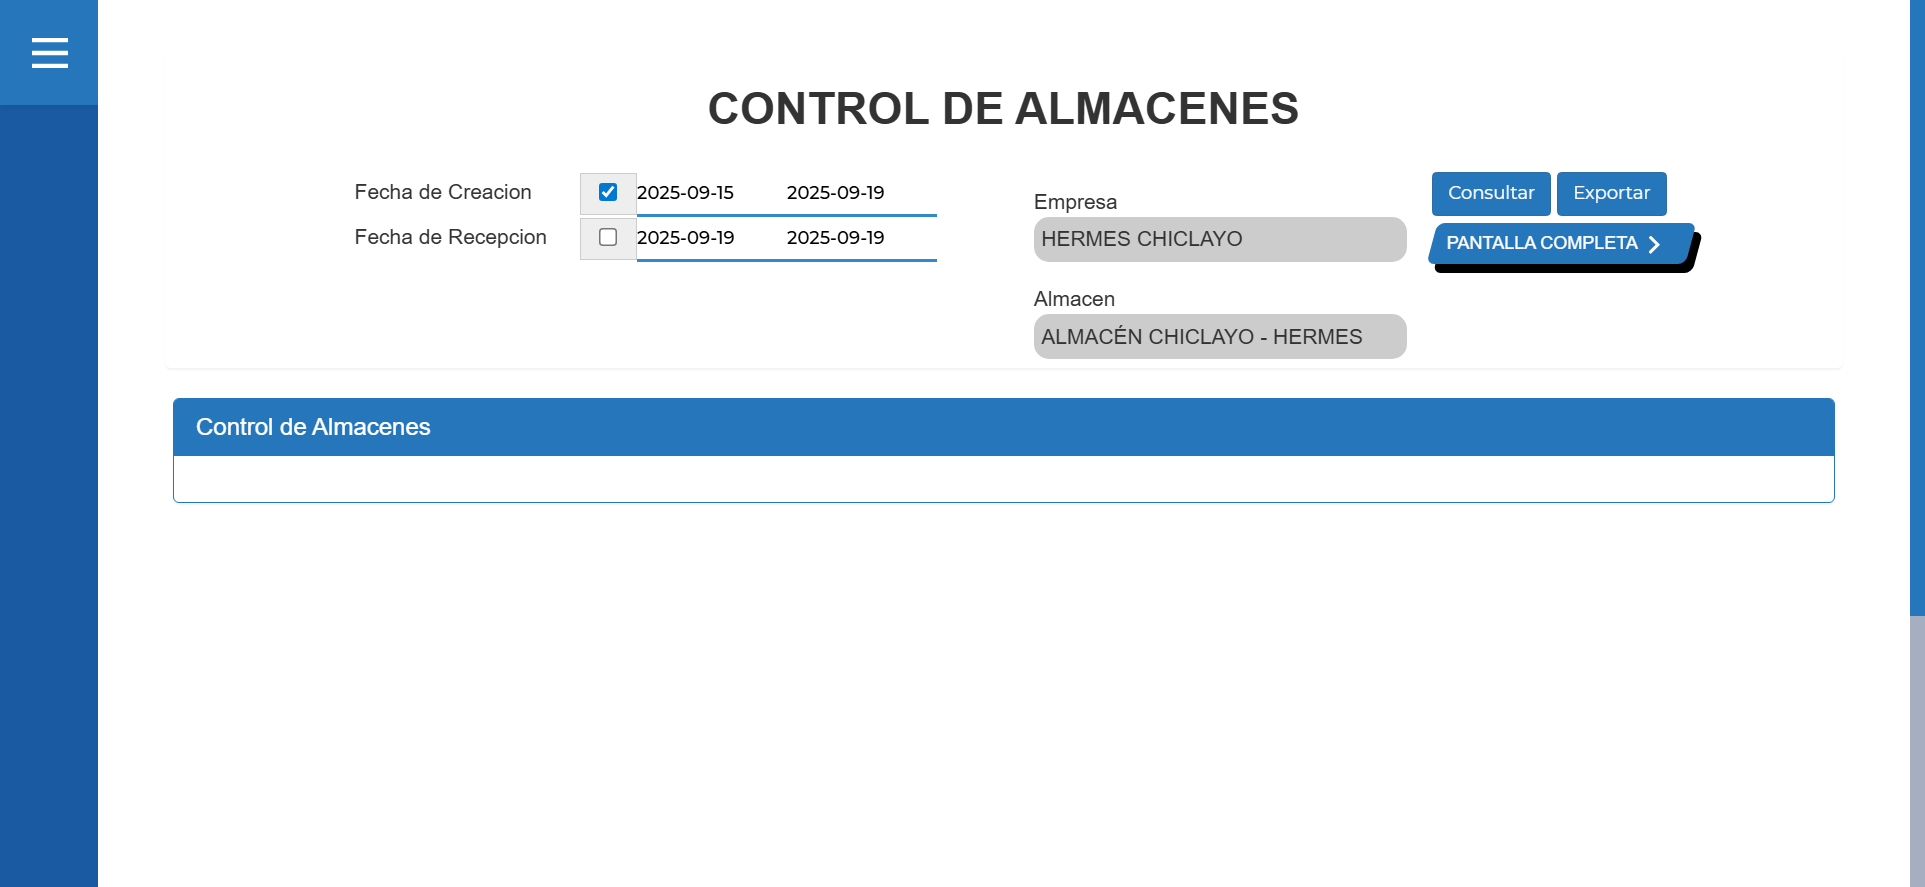 CONTROL DE ALMACENES
Fecha de Creacion
2025-09-15 2025-09-19
Fecha de Recepcion
2025-09-19 2025-09-19
Empresa
HERMES CHICLAYO
Almacen
ALMACÉN CHICLAYO - HERMES
Consultar
Exportar
PANTALLA COMPLETA
Control de Almacenes